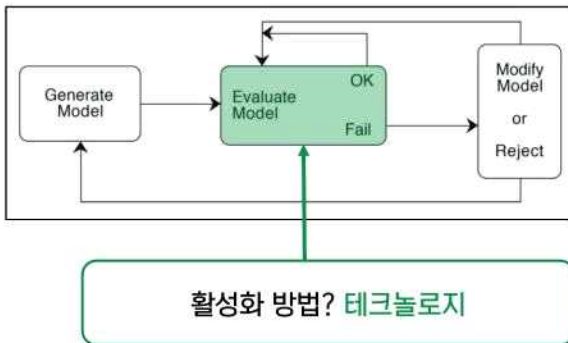 Generate
Model
Evaluate
Model
OK
Fail
Modify
Model
or
Reject
활성화 방법? 테크놀로지